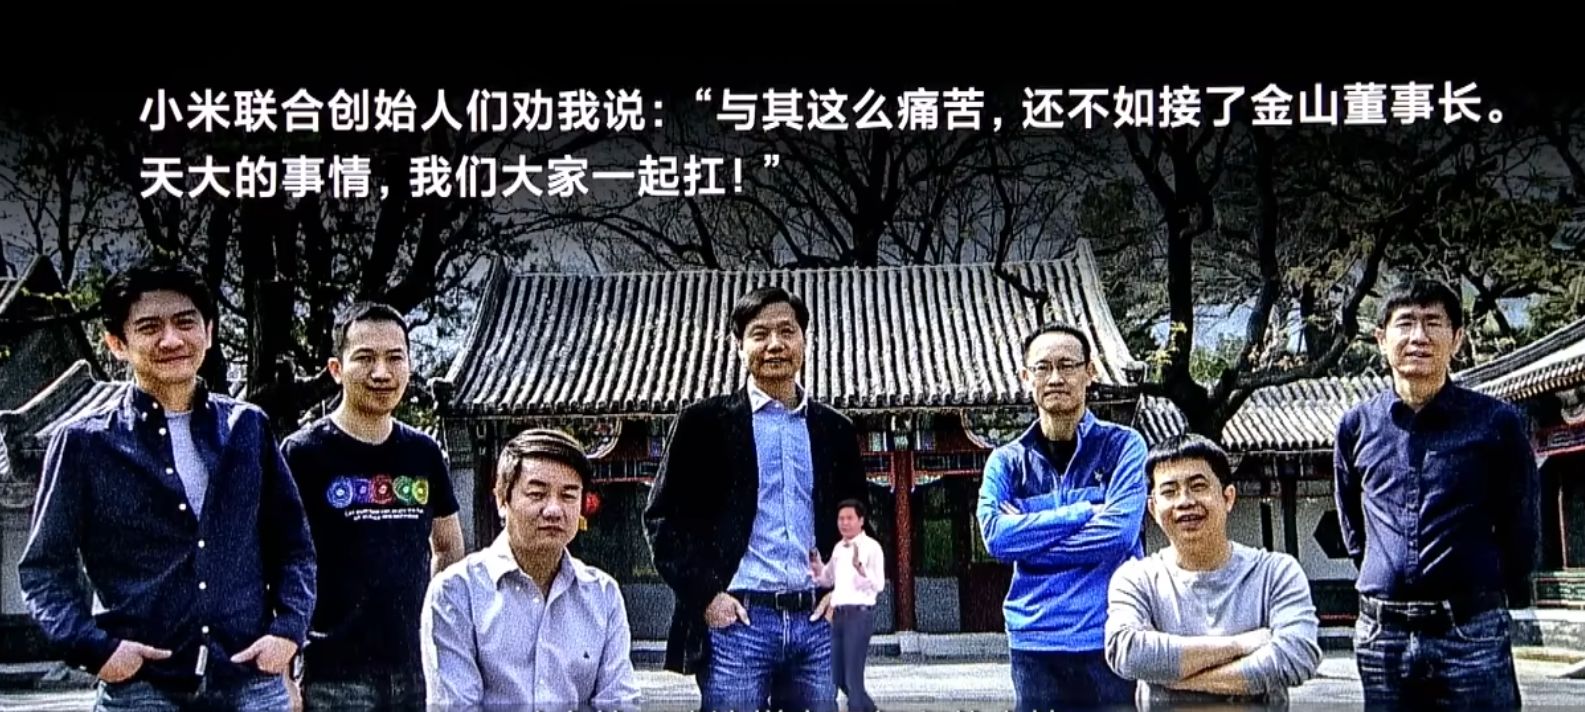 小米联合创始人们劝我说：“与其这么痛苦，还不如接了金山董事长。
天大的事情，我们大家一起扛！”